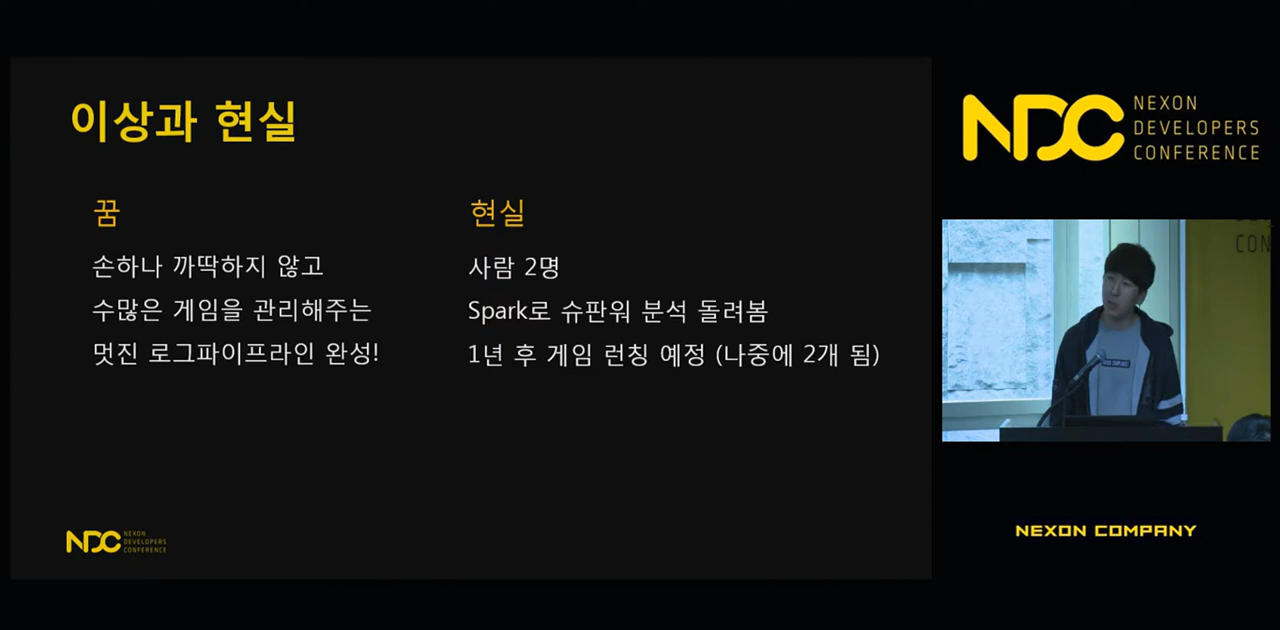 이상과 현실
꿈
손하나 까딱하지 않고
수많은 게임을 관리해주는
멋진 로그파이프라인 완성!
현실
사람 2명
Spark로 슈판워 분석 돌려봄
1년 후 게임 런칭 예정 (나중에 2개 됨)
NDC
NEXON
DEVELOPERS
CONFERENCE
NDC
NEXON
DEVELOPERS
CONFERENCE
CON
NEXON COMPANY